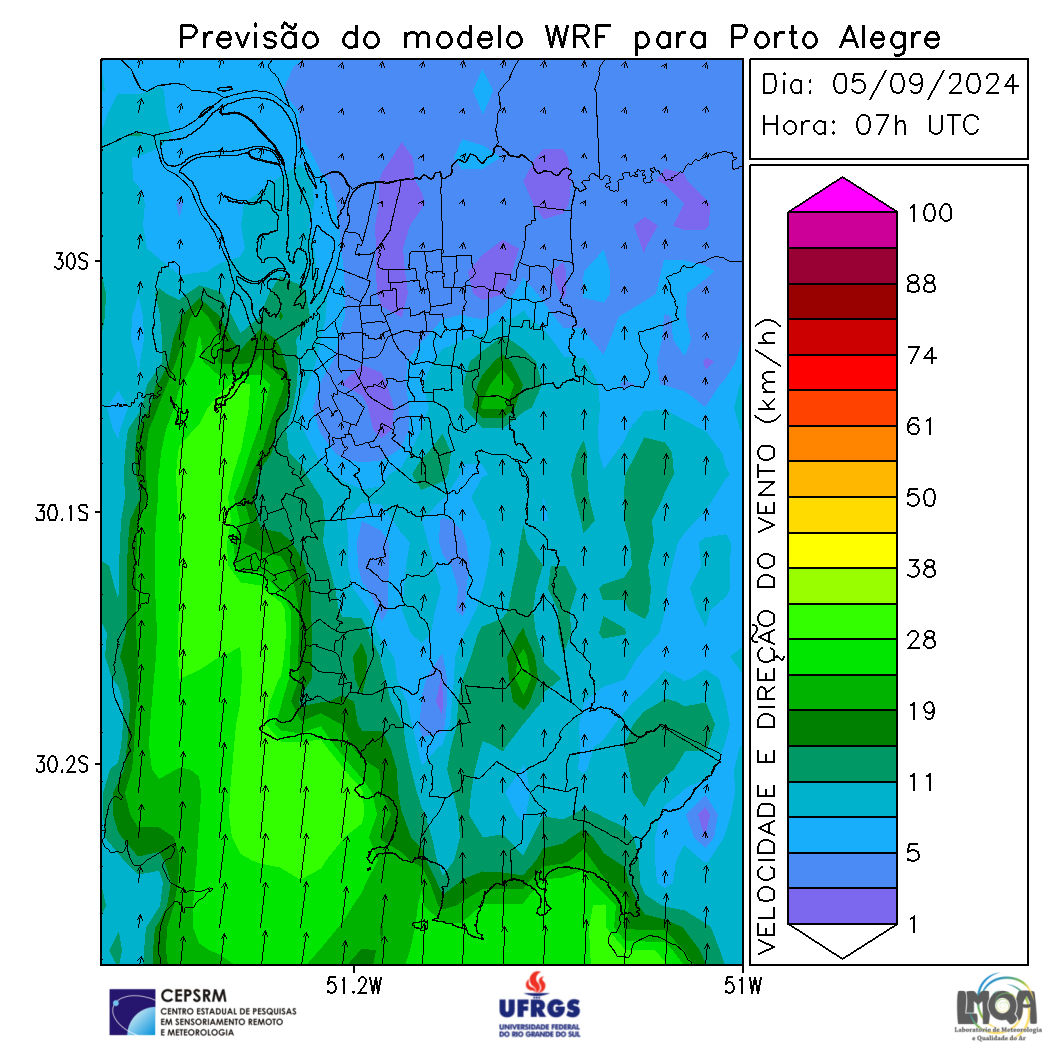 Previsão do modelo WRF para Porto Alegre
Dia: 05/09/2024
Hora: 07h UTC
30S
30.1S
30.2S
51.2W
51W
VELOCIDADE E DIREÇÃO DO VENTO (km/h)
100
88
74
61
50
38
28
19
11
5
1
CEPSRM
CENTRO ESTADUAL DE PESQUISAS
EM SENSORIAMENTO REMOTO
E METEOROLOGIA
UFRGS
UNIVERSIDADE FEDERAL
DO RIO GRANDE DO SUL
LMQA
Laboratório de Meteorologia
e Qualidade do Ar